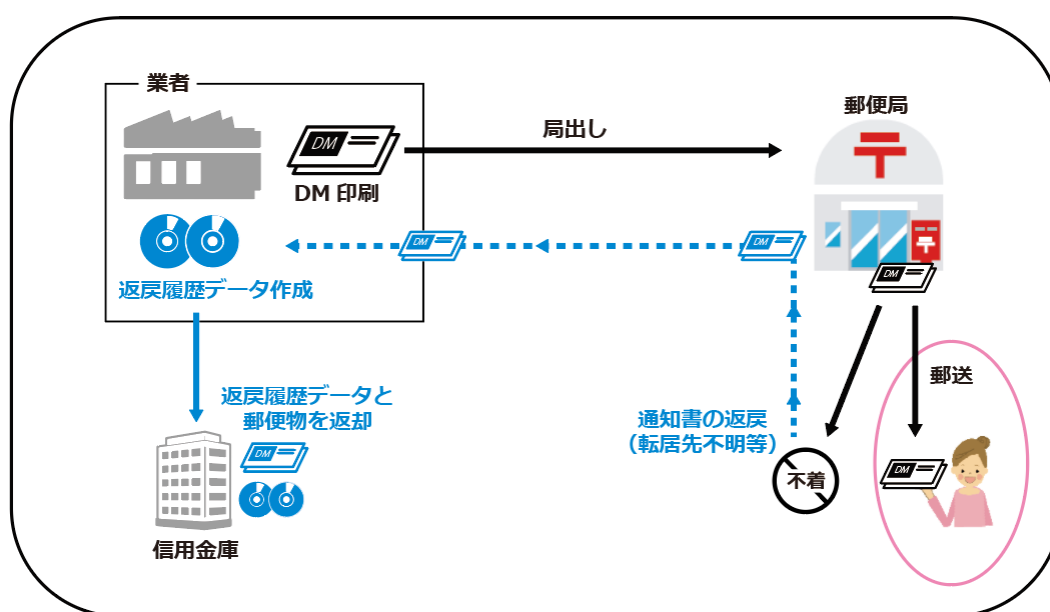 業者
郵便局
局出し
DM
DM 印刷
DM
DM
返戻履歴データ作成
DM
郵送
返戻履歴データと
郵便物を返却
通知書の返戻
(転居先不明等)
DM
不着
DM
信用金庫